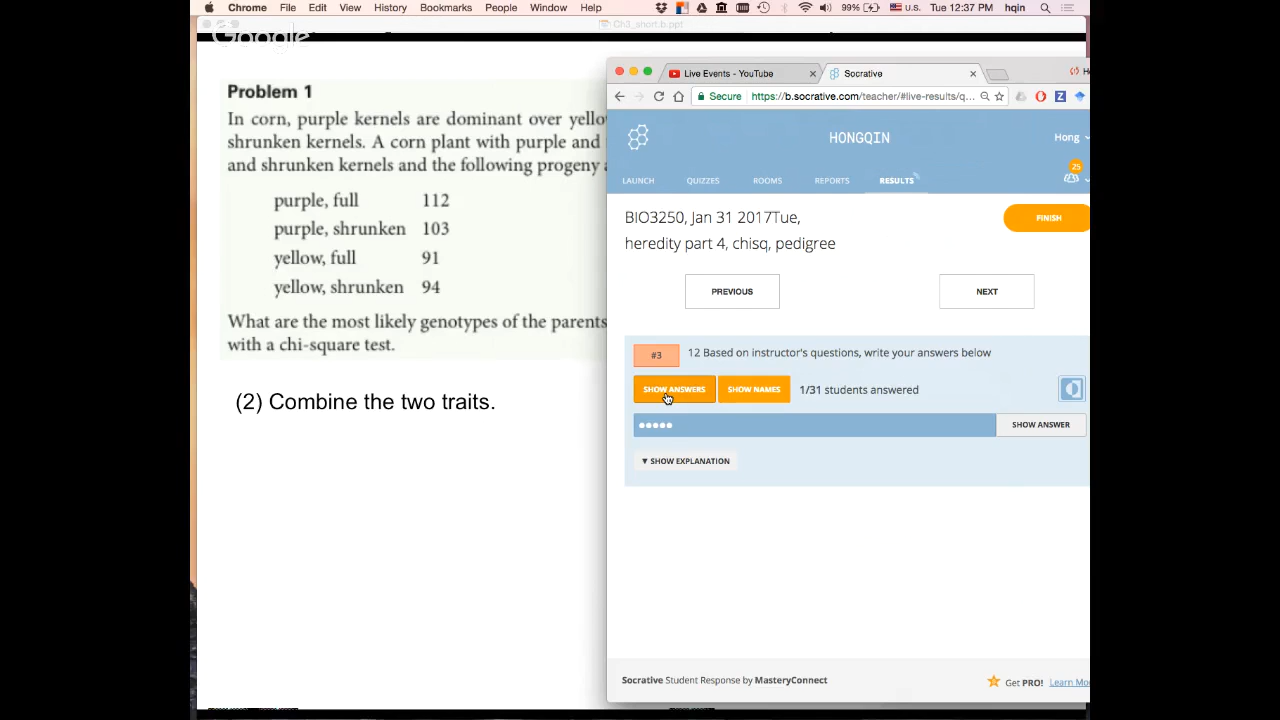 Chrome File Edit View History Bookmarks People Window Help 99% U.S. Tue 12:37 PM hqin
Ch3_short.b.ppt
Google
Problem 1
In corn, purple kernels are dominant over yello
shrunken kernels. A corn plant with purple and
and shrunken kernels and the following progeny a
purple, full 112
purple, shrunken 103
yellow, full 91
yellow, shrunken 94
What are the most likely genotypes of the parents
with a chi-square test.
(2) Combine the two traits.
Live Events - YouTube
Socrative
Secure https://b.socrative.com/teacher/#live-results/q...
HONGQIN
Hong
25
LAUNCH QUIZZES ROOMS REPORTS RESULTS
BIO3250, Jan 31 2017Tue,
heredity part 4, chisq, pedigree
FINISH
PREVIOUS
NEXT
#3 12 Based on instructor's questions, write your answers below
SHOW ANSWERS SHOW NAMES 1/31 students answered
SHOW ANSWER
▼ SHOW EXPLANATION
Socrative Student Response by MasteryConnect
Get PRO! Learn Mo